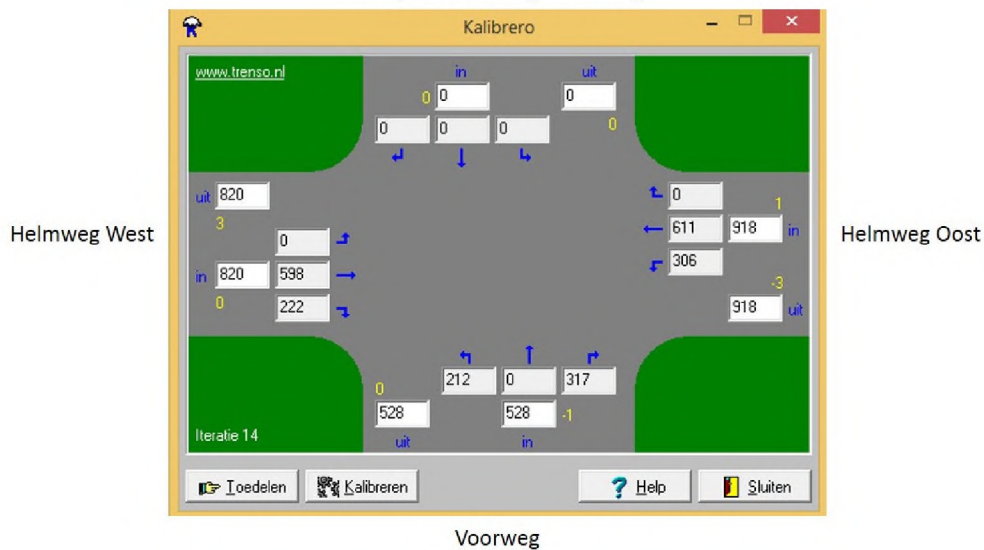 Kalibrero
www.trenso.nl
in
uit
0 0
0
0 0 0
0
uit 820
3
0
1
611 918 in
306
-3
918 uit
Helmweg West
Helmweg Oost
0
in 820 598
0
222
212 0 317
0
528
528 -1
uit
in
Iteratie 14
Toedelen
Kalibreren
? Help
Sluiten
Voorweg